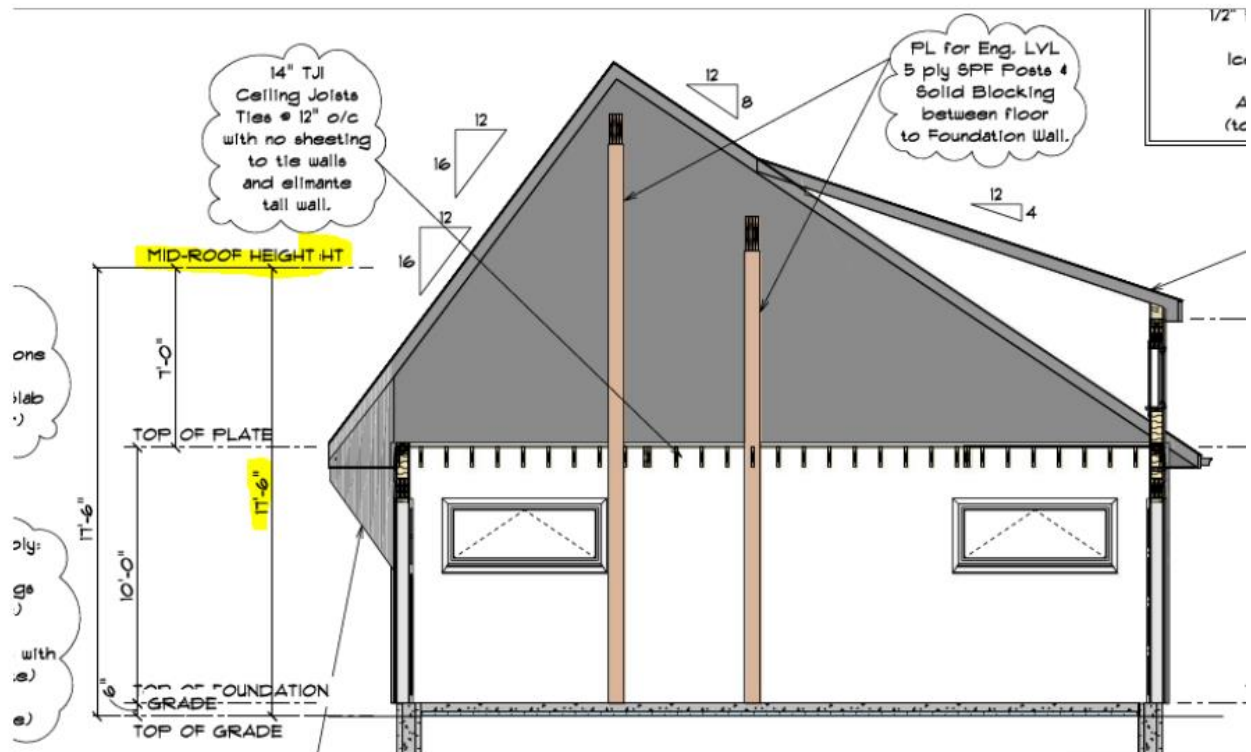 1/2"
14" TJI
Ceiling Joists
Ties @ 12" o/c
with no sheeting
to tie walls
and elimante
tall wall.
PL for Eng. LVL
5 ply SPF Posts &
Solid Blocking
between floor
to Foundation Wall.
(to
12
8
12
16
12
4
12
16
MID-ROOF HEIGHT HT
7'-0"
TOP OF PLATE
17'-6"
17'-6"
10'-0"
6"
TOP OF FOUNDATION
GRADE
TOP OF GRADE
ons
slab
ply:
with